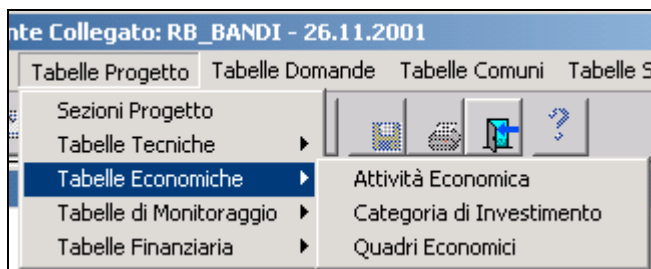 nte Collegato: RB_BANDI - 26.11.2001
Tabelle Progetto Tabelle Domande Tabelle Comuni Tabelle S
Sezioni Progetto
Tabelle Tecniche
Tabelle Economiche Attività Economica
Tabelle di Monitoraggio Categoria di Investimento
Tabelle Finanziaria Quadri Economici